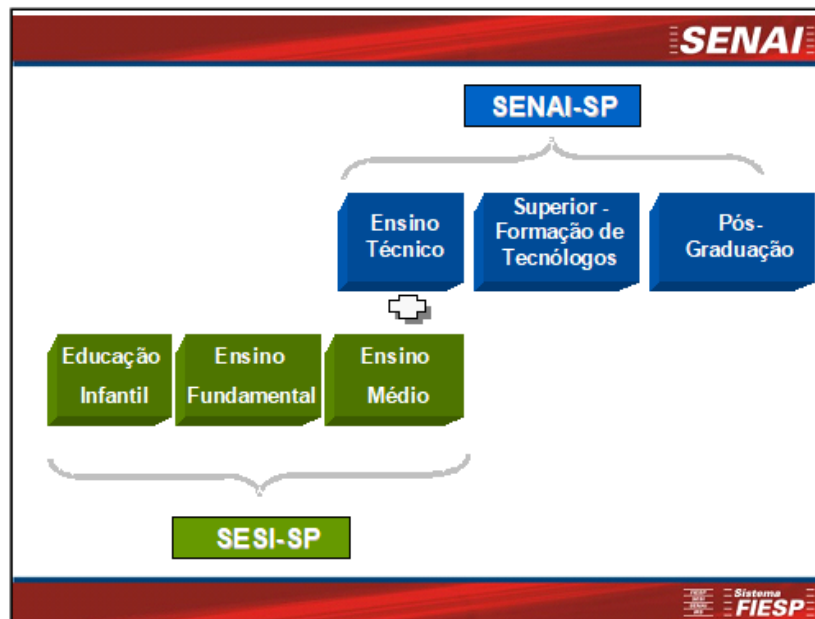 SENAI
SENAI-SP
Ensino
Técnico
Superior -
Formação de
Tecnólogos
Pós-
Graduação
Educação
Infantil
Ensino
Fundamental
Ensino
Médio
SESI-SP
Sistema
FIESP